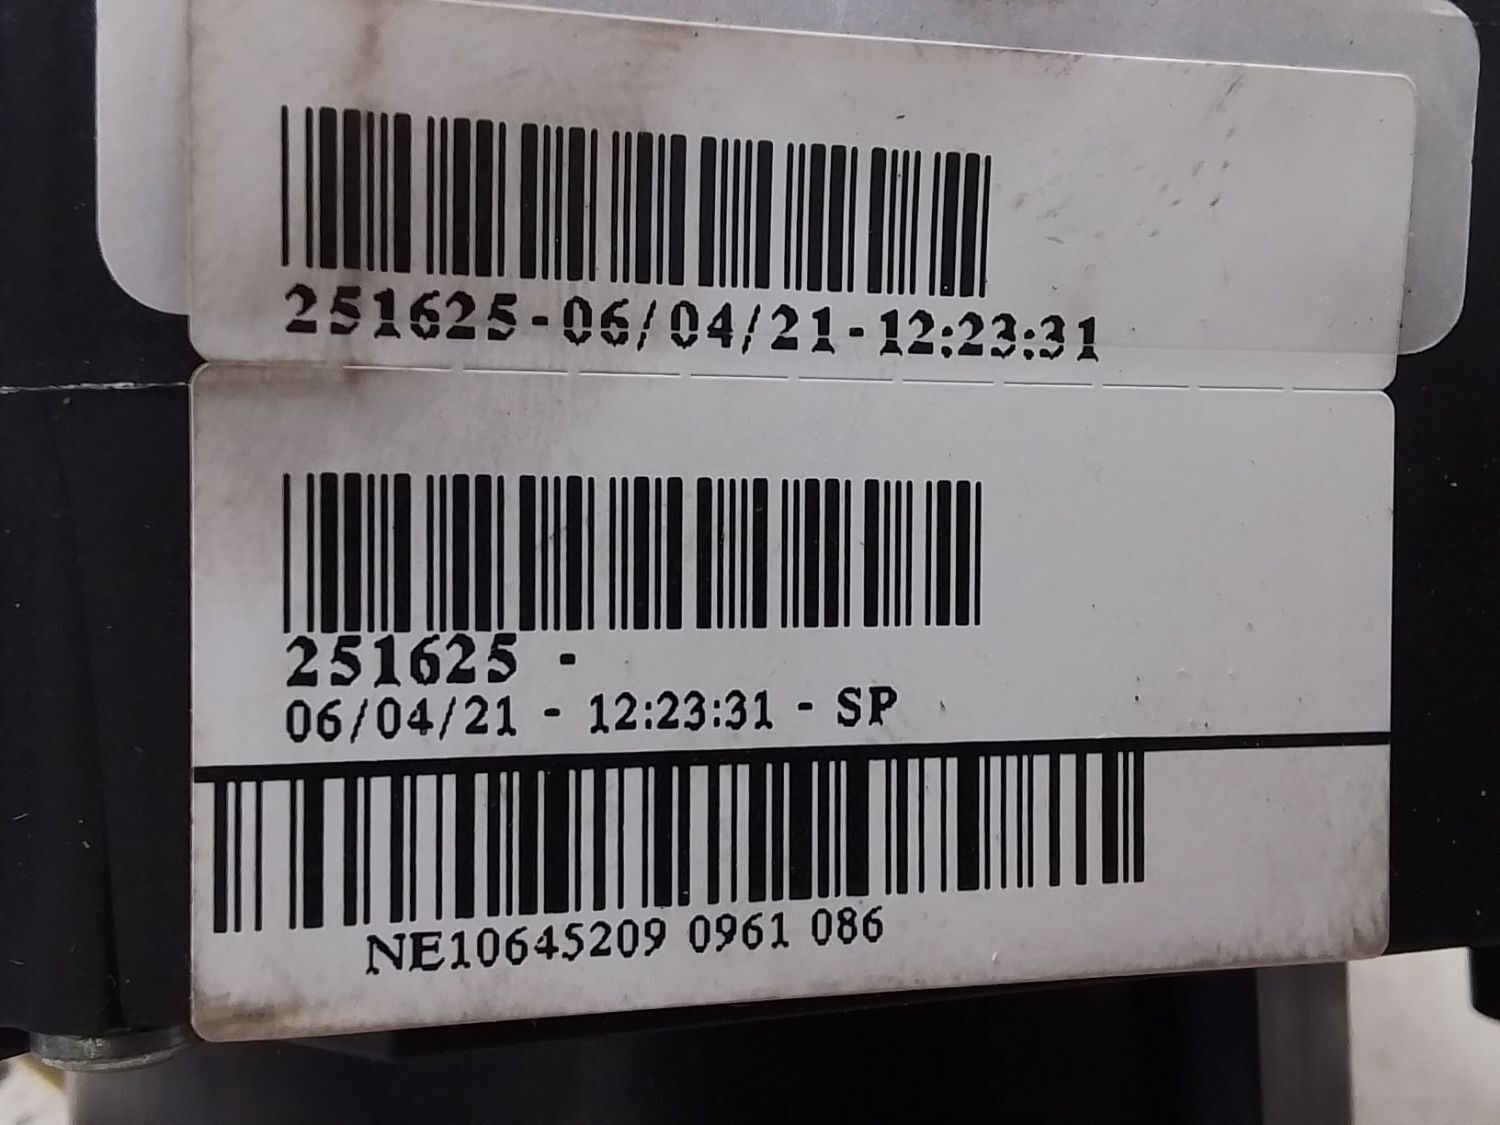 251625-06/04/21-12:23:31
251625 -
06/04/21 - 12:23:31 - SP
NE10645209 0961 086